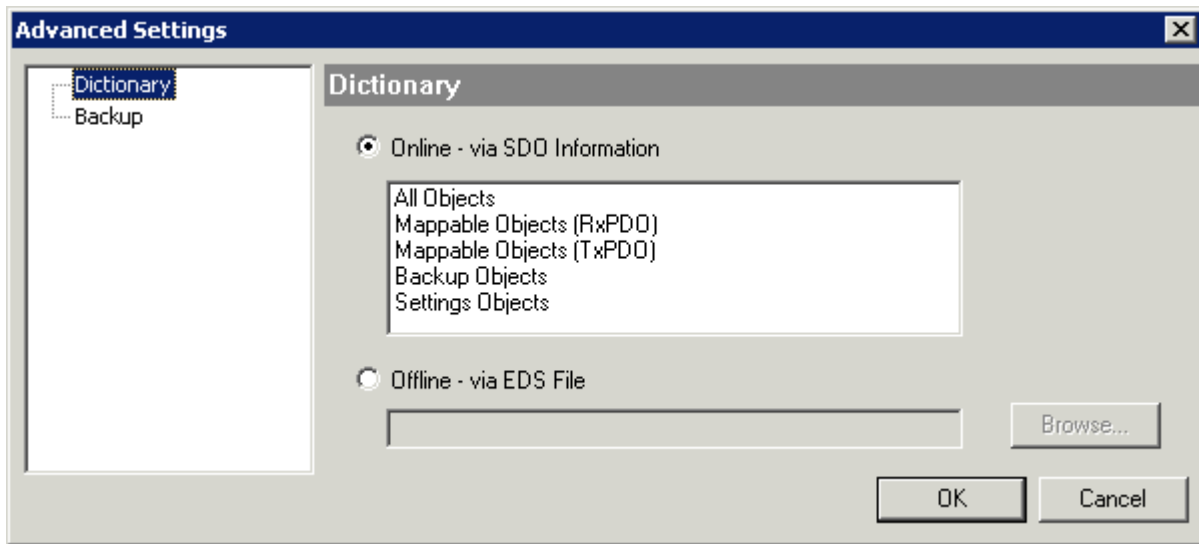 Advanced Settings
Dictionary
Backup
Dictionary
Online - via SDO Information
All Objects
Mappable Objects (RxPDO)
Mappable Objects (TxPDO)
Backup Objects
Settings Objects
Offline - via EDS File
Browse...
OK
Cancel